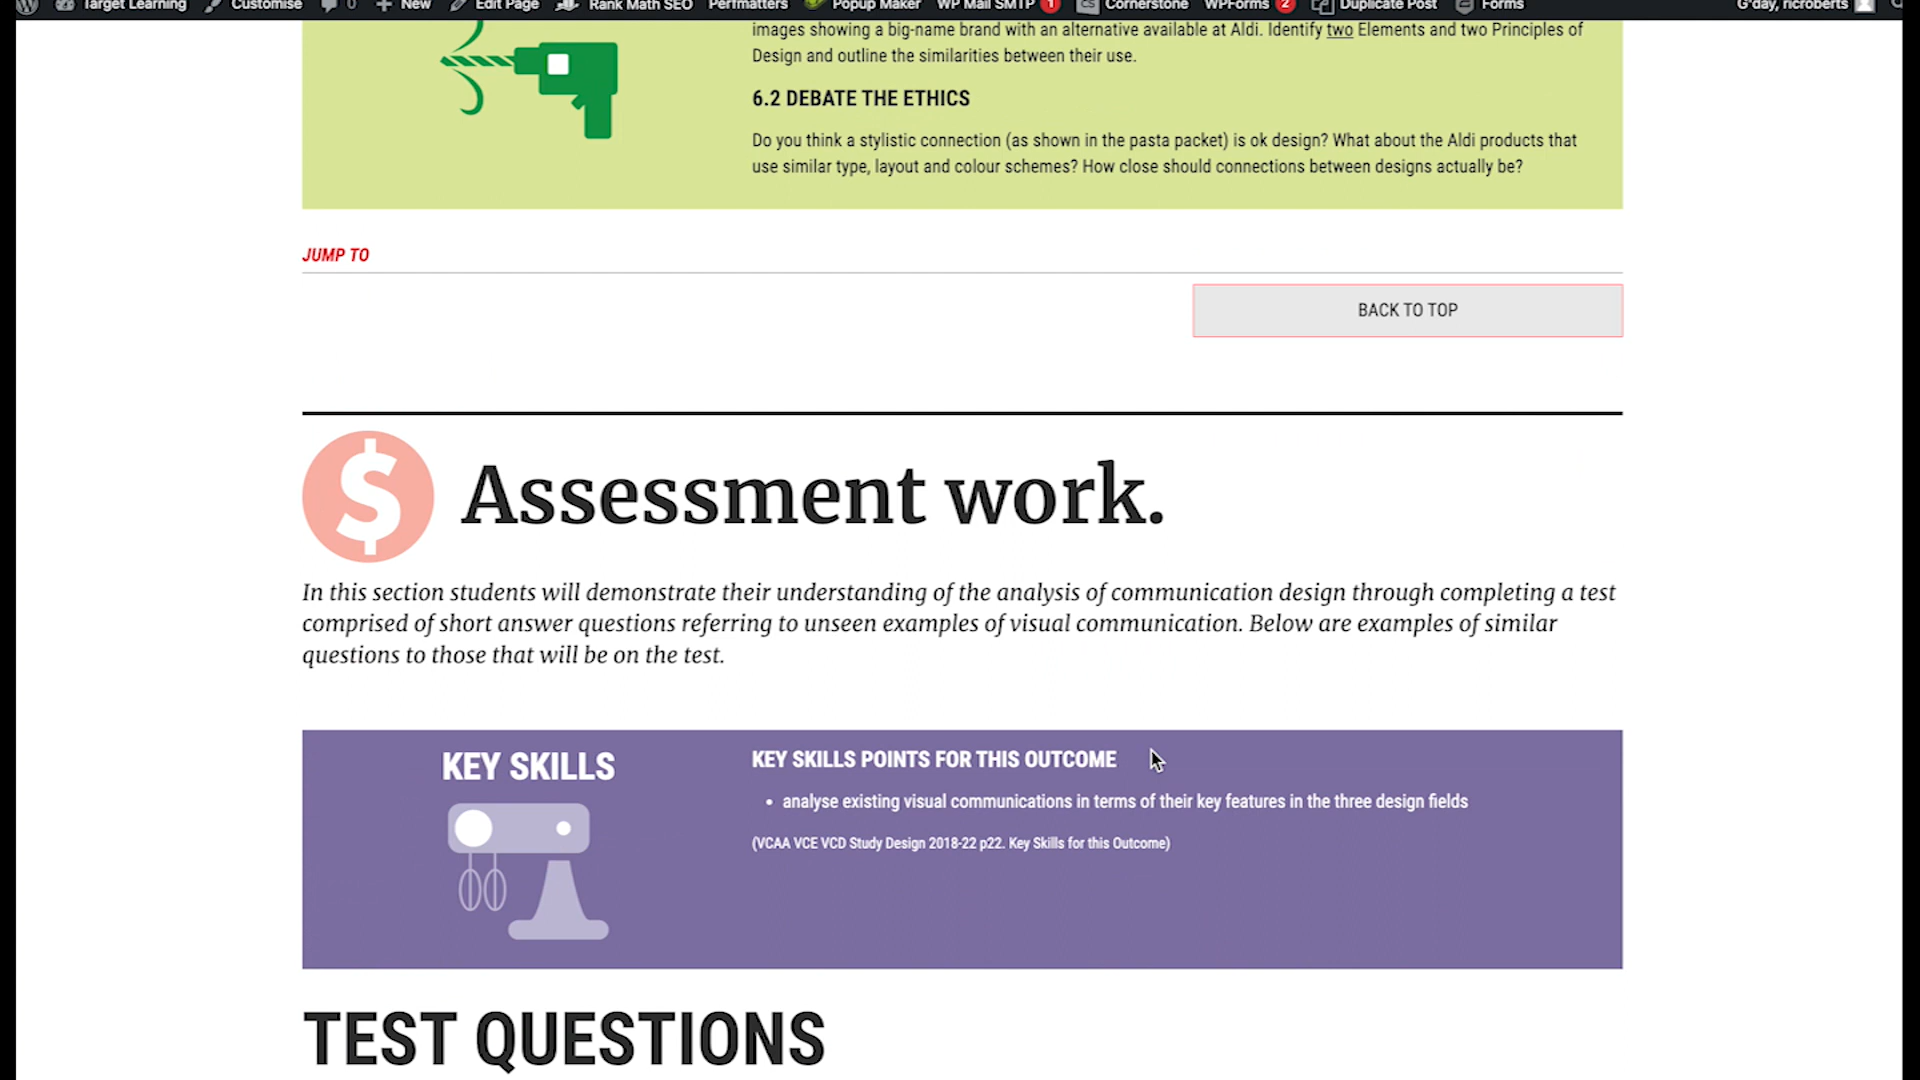 Target Learning Customise 0 New Edit Page Rank Math SEO Perfmatters Popup Maker WP Mail SMTP 1 Cornerstone WPForms 2 Duplicate Post Forms G'day, ricroberts
images showing a big-name brand with an alternative available at Aldi. Identify two Elements and two Principles of
Design and outline the similarities between their use.
6.2 DEBATE THE ETHICS
Do you think a stylistic connection (as shown in the pasta packet) is ok design? What about the Aldi products that
use similar type, layout and colour schemes? How close should connections between designs actually be?
JUMP TO
BACK TO TOP
$ Assessment work.
In this section students will demonstrate their understanding of the analysis of communication design through completing a test
comprised of short answer questions referring to unseen examples of visual communication. Below are examples of similar
questions to those that will be on the test.
KEY SKILLS
KEY SKILLS POINTS FOR THIS OUTCOME
• analyse existing visual communications in terms of their key features in the three design fields
(VCAA VCE VCD Study Design 2018-22 p22. Key Skills for this Outcome)
TEST QUESTIONS